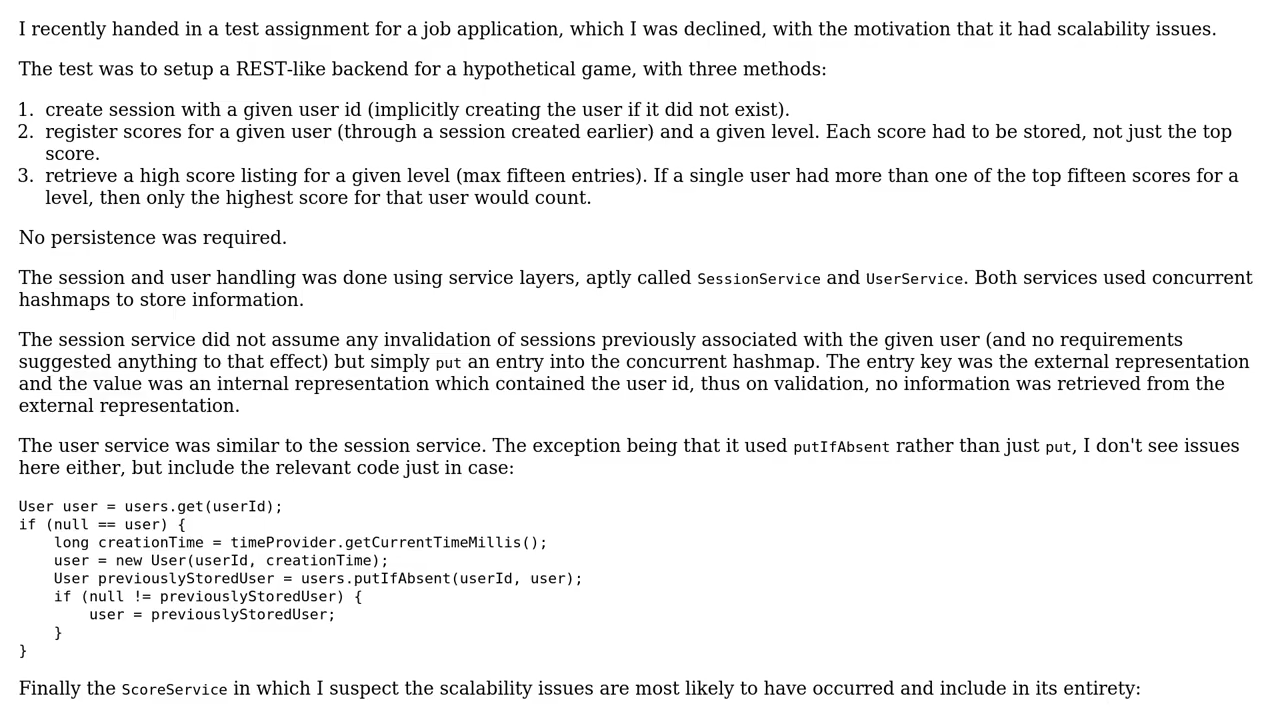 I recently handed in a test assignment for a job application, which I was declined, with the motivation that it had scalability issues.
The test was to setup a REST-like backend for a hypothetical game, with three methods:
1. create session with a given user id (implicitly creating the user if it did not exist).
2. register scores for a given user (through a session created earlier) and a given level. Each score had to be stored, not just the top
score.
3. retrieve a high score listing for a given level (max fifteen entries). If a single user had more than one of the top fifteen scores for a
level, then only the highest score for that user would count.
No persistence was required.
The session and user handling was done using service layers, aptly called SessionService and UserService. Both services used concurrent
hashmaps to store information.
The session service did not assume any invalidation of sessions previously associated with the given user (and no requirements
suggested anything to that effect) but simply put an entry into the concurrent hashmap. The entry key was the external representation
and the value was an internal representation which contained the user id, thus on validation, no information was retrieved from the
external representation.
The user service was similar to the session service. The exception being that it used putIfAbsent rather than just put, I don't see issues
here either, but include the relevant code just in case:
User user = users.get(userId);
if (null == user) {
    long creationTime = timeProvider.getCurrentTimeMillis();
    user = new User(userId, creationTime);
    User previouslyStoredUser = users.putIfAbsent(userId, user);
    if (null != previouslyStoredUser) {
        user = previouslyStoredUser;
    }
}
Finally the ScoreService in which I suspect the scalability issues are most likely to have occurred and include in its entirety: